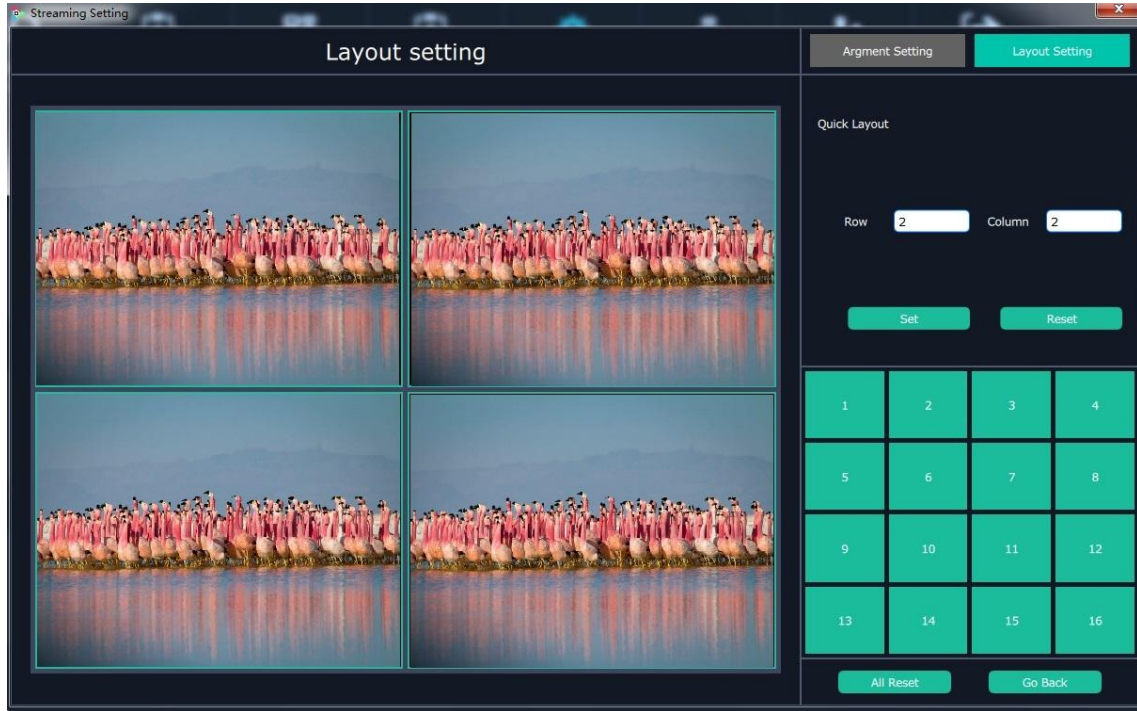 Streaming Setting
Layout setting
Argment Setting
Layout Setting
Quick Layout
Row 2 Column 2
Set Reset
1 2 3 4
5 6 7 8
9 10 11 12
13 14 15 16
All Reset Go Back